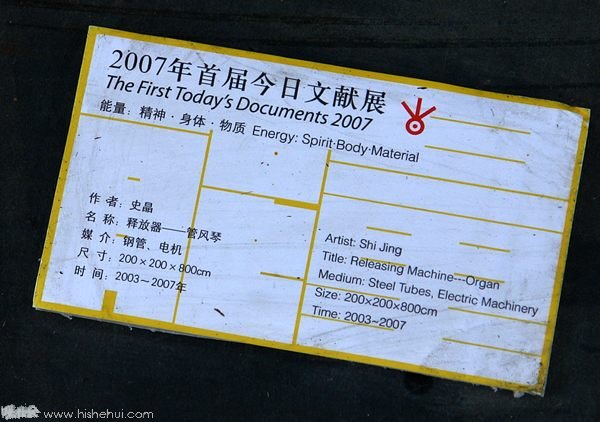 2007年首届今日文献展
The First Today's Documents 2007
能量：精神·身体·物质 Energy: Spirit·Body·Material
作 者：史晶
名 称：释放器——管风琴
媒 介：钢管、电机
尺 寸：200×200×800cm
时 间：2003~2007年
Artist: Shi Jing
Title: Releasing Machine---Organ
Medium: Steel Tubes, Electric Machinery
Size: 200×200×800cm
Time: 2003~2007
www.hishehui.com